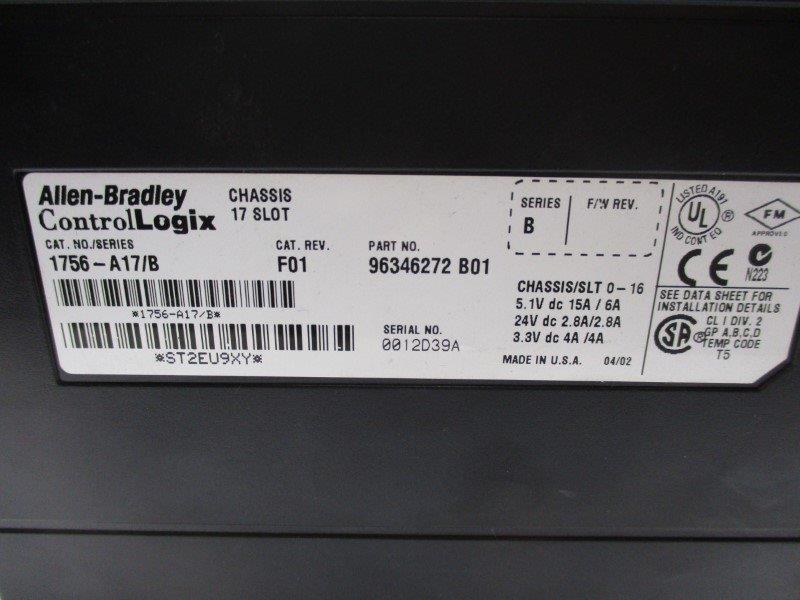 Allen-Bradley
ControlLogix
CHASSIS
17 SLOT
CAT. NO./SERIES
1756-A17/B
CAT. REV.
F01
PART NO.
96346272 B01
*1756-A17/B*
*ST2EU9XY*
SERIAL NO.
0012D39A
SERIES
B
F/W REV.
CHASSIS/SLT 0-16
5.1V dc 15A / 6A
24V dc 2.8A/2.8A
3.3V dc 4A /4A
MADE IN U.S.A. 04/02
LISTED A191
UL ®
IND CONT EQ
FM
APPROVED
CE
N223
SEE DATA SHEET FOR
INSTALLATION DETAILS
SA ®
CL I DIV. 2
GP A,B,C,D
TEMP CODE
T5